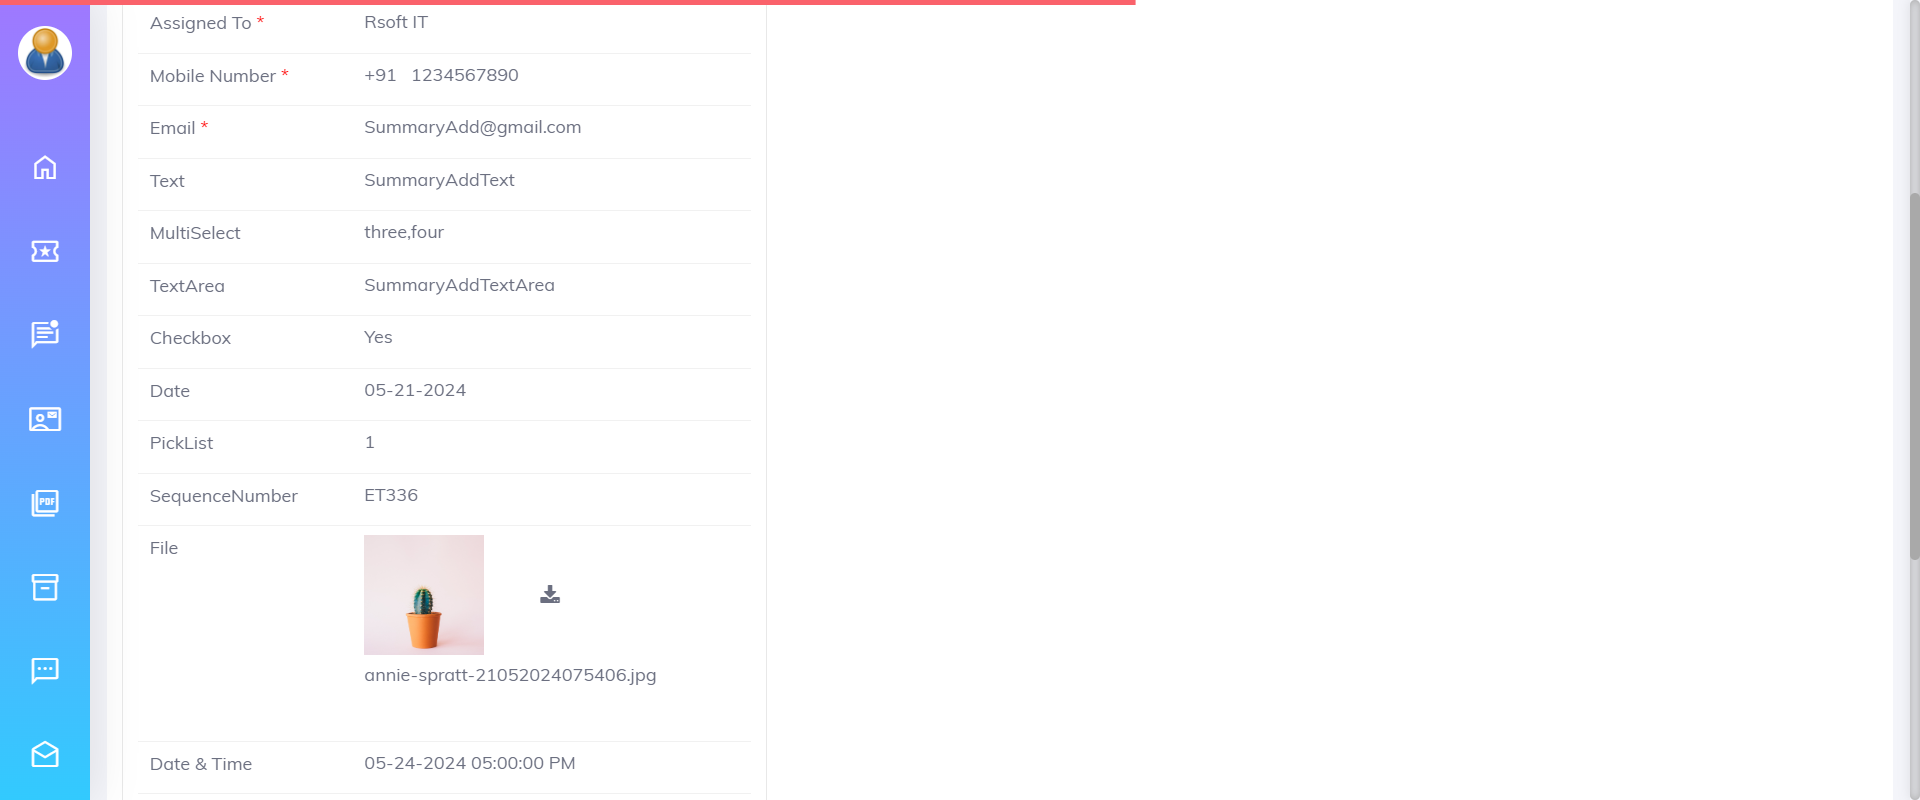 Assigned To * Rsoft IT
Mobile Number * +91 1234567890
Email * SummaryAdd@gmail.com
Text SummaryAddText
MultiSelect three,four
TextArea SummaryAddTextArea
Checkbox Yes
Date 05-21-2024
PickList 1
SequenceNumber ET336
File
annie-spratt-21052024075406.jpg
Date & Time 05-24-2024 05:00:00 PM
PDF